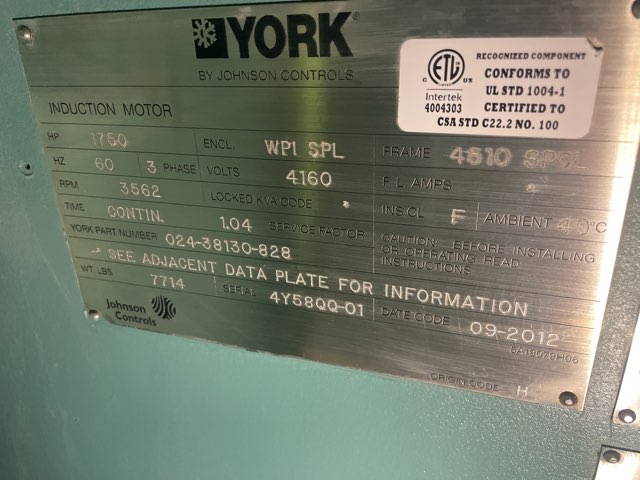 YORK®
BY JOHNSON CONTROLS
ETL
C US
Intertek
4004303
RECOGNIZED COMPONENT
CONFORMS TO
UL STD 1004-1
CERTIFIED TO
CSA STD C22.2 NO. 100
INDUCTION MOTOR
HP 1750 ENCL. WP1 SPL FRAME 4810
HZ 60 3 PHASE VOLTS 4160 F.L. AMPS *
RPM 3562 LOCKED KVA CODE * INS CL F AMBIENT 40°C
TIME CONTIN. 1.04 SERVICE FACTOR
CAUTION: BEFORE INSTALLING
OR OPERATING READ
INSTRUCTIONS
YORK PART NUMBER 024-38130-828
* SEE ADJACENT DATA PLATE FOR INFORMATION
WT LBS 7714 SERIAL 4Y580QQ-01 DATE CODE 09-2012
Johnson
Controls
ORIGIN CODE H